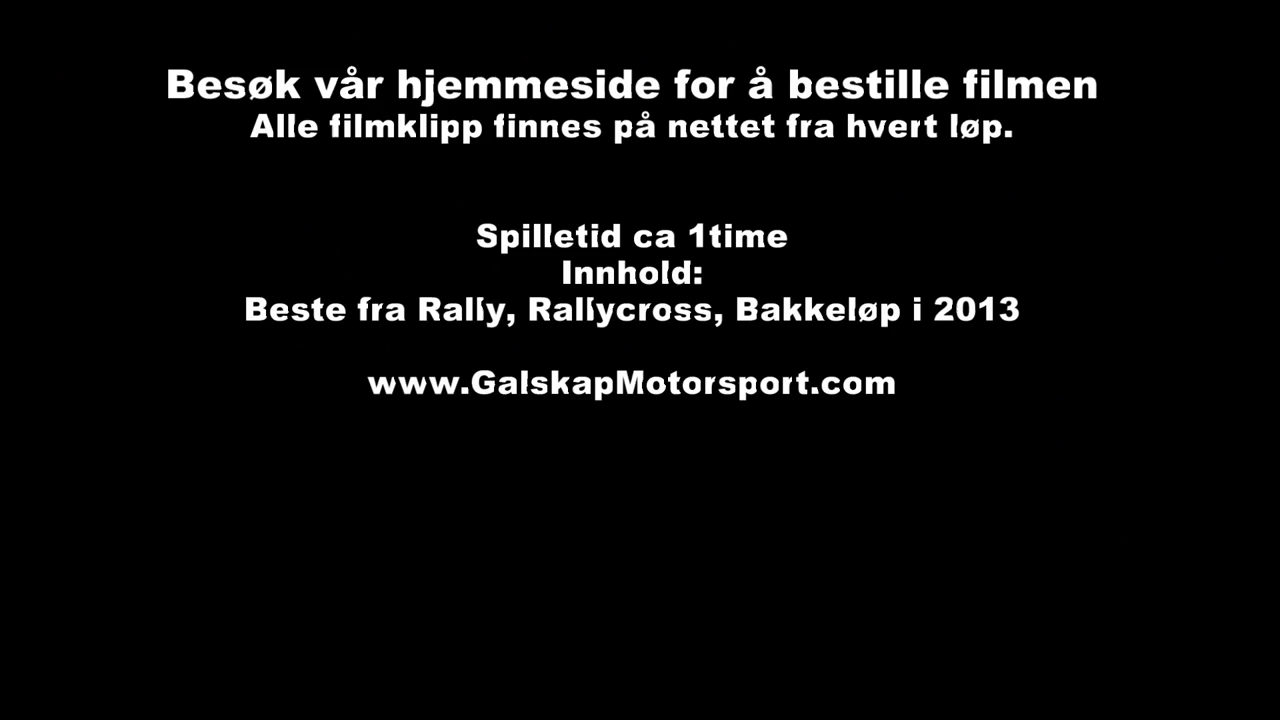 Besøk vår hjemmeside for å bestille filmen
Alle filmklipp finnes på nettet fra hvert løp.
Spilletid ca 1time
Innhold:
Beste fra Rally, Rallycross, Bakkeløp i 2013
www.GalskapMotorsport.com